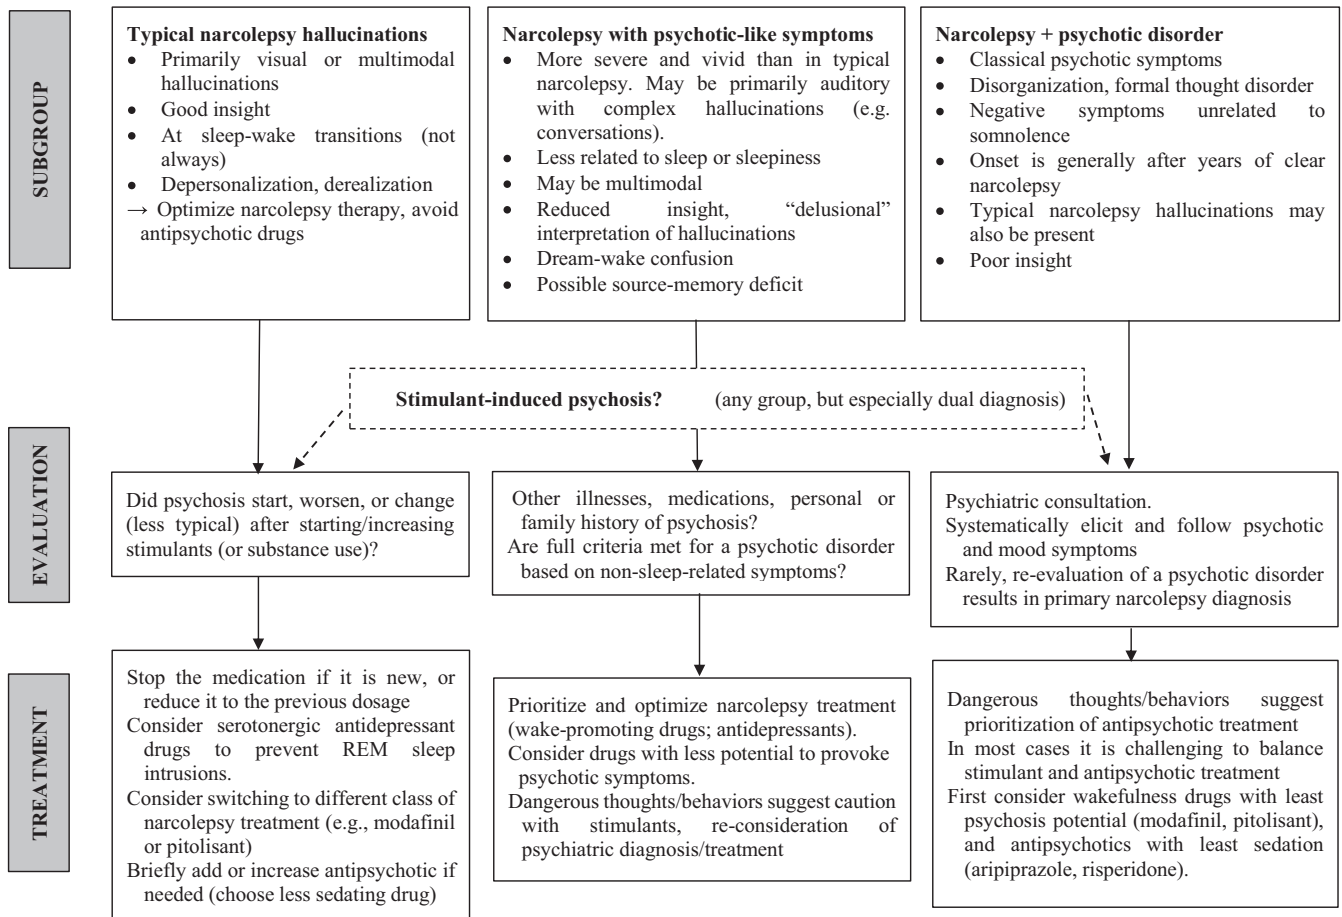 SUBGROUP
Typical narcolepsy hallucinations
• Primarily visual or multimodal
hallucinations
• Good insight
• At sleep-wake transitions (not
always)
• Depersonalization, derealization
→ Optimize narcolepsy therapy, avoid
antipsychotic drugs
Narcolepsy with psychotic-like symptoms
• More severe and vivid than in typical
narcolepsy. May be primarily auditory
with complex hallucinations (e.g.
conversations).
• Less related to sleep or sleepiness
• May be multimodal
• Reduced insight, “delusional”
interpretation of hallucinations
• Dream-wake confusion
• Possible source-memory deficit
Narcolepsy + psychotic disorder
• Classical psychotic symptoms
• Disorganization, formal thought disorder
• Negative symptoms unrelated to
somnolence
• Onset is generally after years of clear
narcolepsy
• Typical narcolepsy hallucinations may
also be present
• Poor insight
Stimulant-induced psychosis? (any group, but especially dual diagnosis)
EVALUATION
Did psychosis start, worsen, or change
(less typical) after starting/increasing
stimulants (or substance use)?
Other illnesses, medications, personal or
family history of psychosis?
Are full criteria met for a psychotic disorder
based on non-sleep-related symptoms?
Psychiatric consultation.
Systematically elicit and follow psychotic
and mood symptoms
Rarely, re-evaluation of a psychotic disorder
results in primary narcolepsy diagnosis
TREATMENT
Stop the medication if it is new, or
reduce it to the previous dosage
Consider serotonergic antidepressant
drugs to prevent REM sleep
intrusions.
Consider switching to different class of
narcolepsy treatment (e.g., modafinil
or pitolisant)
Briefly add or increase antipsychotic if
needed (choose less sedating drug)
Prioritize and optimize narcolepsy treatment
(wake-promoting drugs; antidepressants).
Consider drugs with less potential to provoke
psychotic symptoms.
Dangerous thoughts/behaviors suggest caution
with stimulants, re-consideration of
psychiatric diagnosis/treatment
Dangerous thoughts/behaviors suggest
prioritization of antipsychotic treatment
In most cases it is challenging to balance
stimulant and antipsychotic treatment
First consider wakefulness drugs with least
psychosis potential (modafinil, pitolisant),
and antipsychotics with least sedation
(aripiprazole, risperidone).